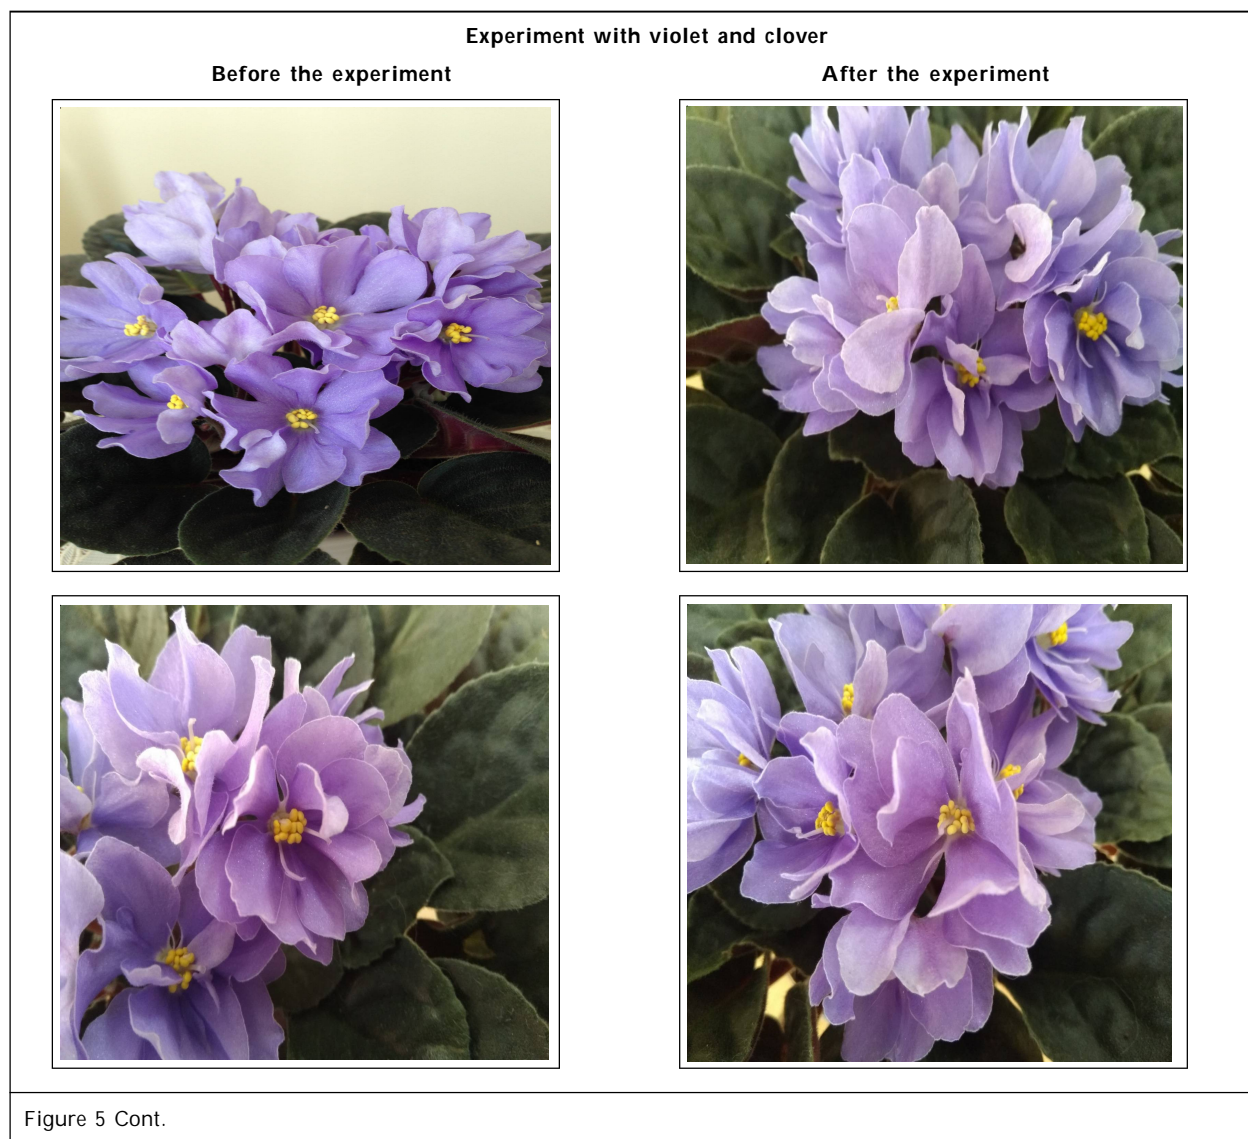 Experiment with violet and clover
Before the experiment
After the experiment
Figure 5 Cont.